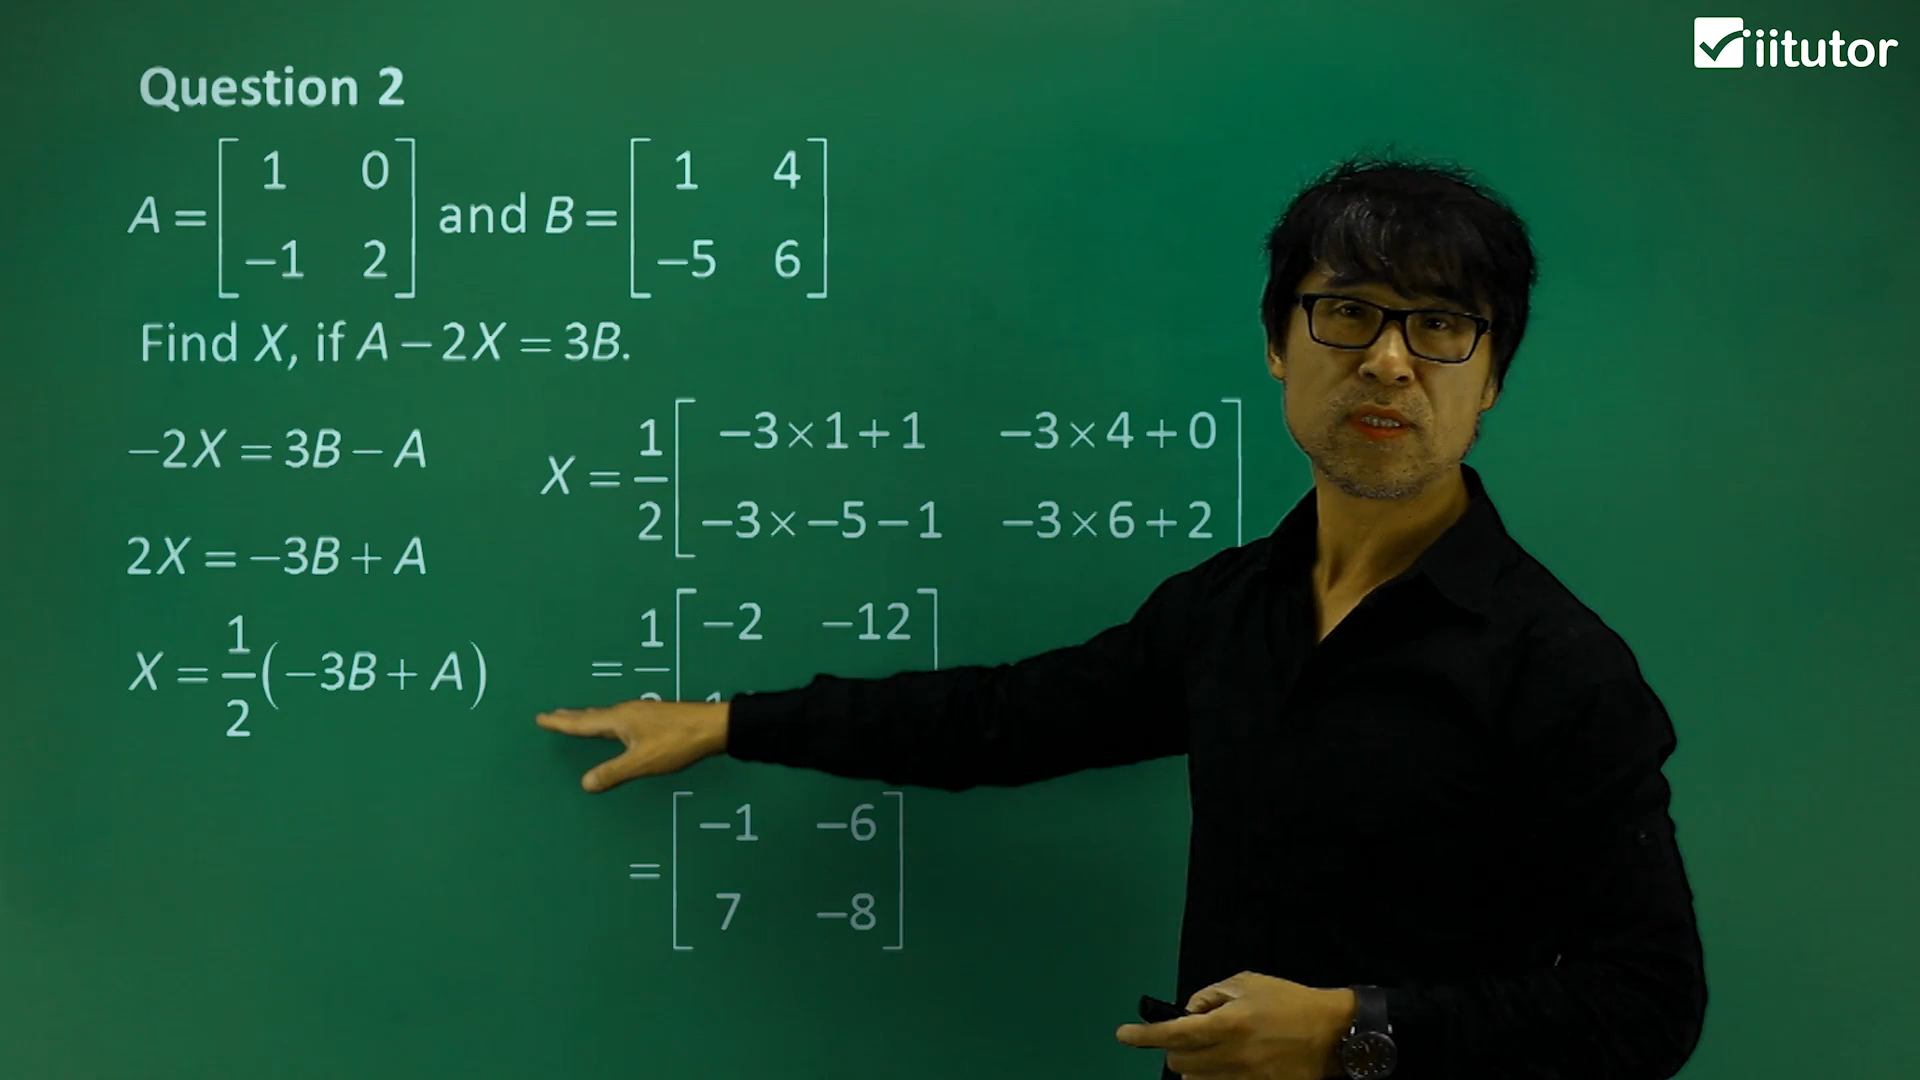 iitutor
Question 2
A = [ 1 0 ; −1 2 ] and B = [ 1 4 ; −5 6 ]
Find X, if A − 2X = 3B.
−2X = 3B − A
2X = −3B + A
X = 1/2 (−3B + A)
X = 1/2 [ −3×1+1 −3×4+0 ; −3×−5−1 −3×6+2 ]
= 1/2 [ −2 −12
= [ −1 −6 ; 7 −8 ]